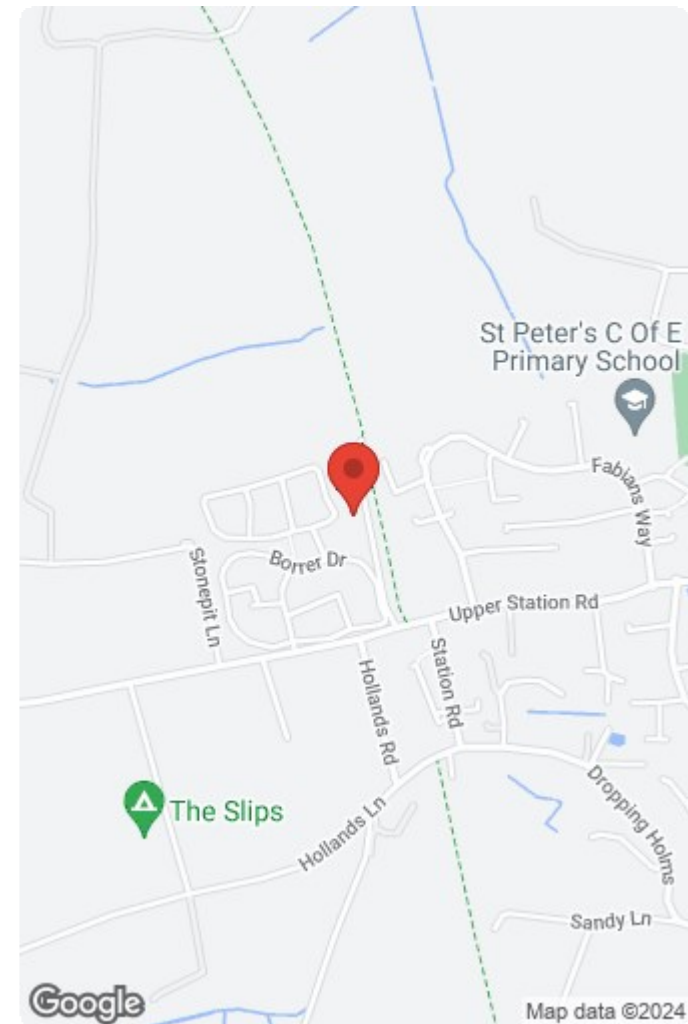 St Peter's C Of E
Primary School
Fabians Way
Borrer Dr
Stonepit Ln
Upper Station Rd
Station Rd
Hollands Rd
The Slips
Hollands Ln
Dropping Holms
Sandy Ln
Google
Map data ©2024